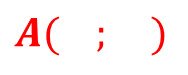 A(   ;   )